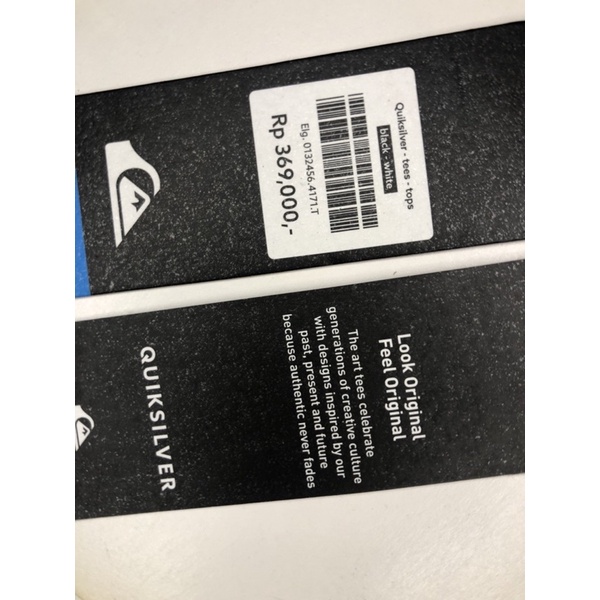 Quiksilver - tees - tops
black - white
Elg. 0132456.4171.T
Rp 369,000,-
Look Original
Feel Original
The art tees celebrate
generations of creative culture
with designs inspired by our
past, present and future
because authentic never fades
QUIKSILVER